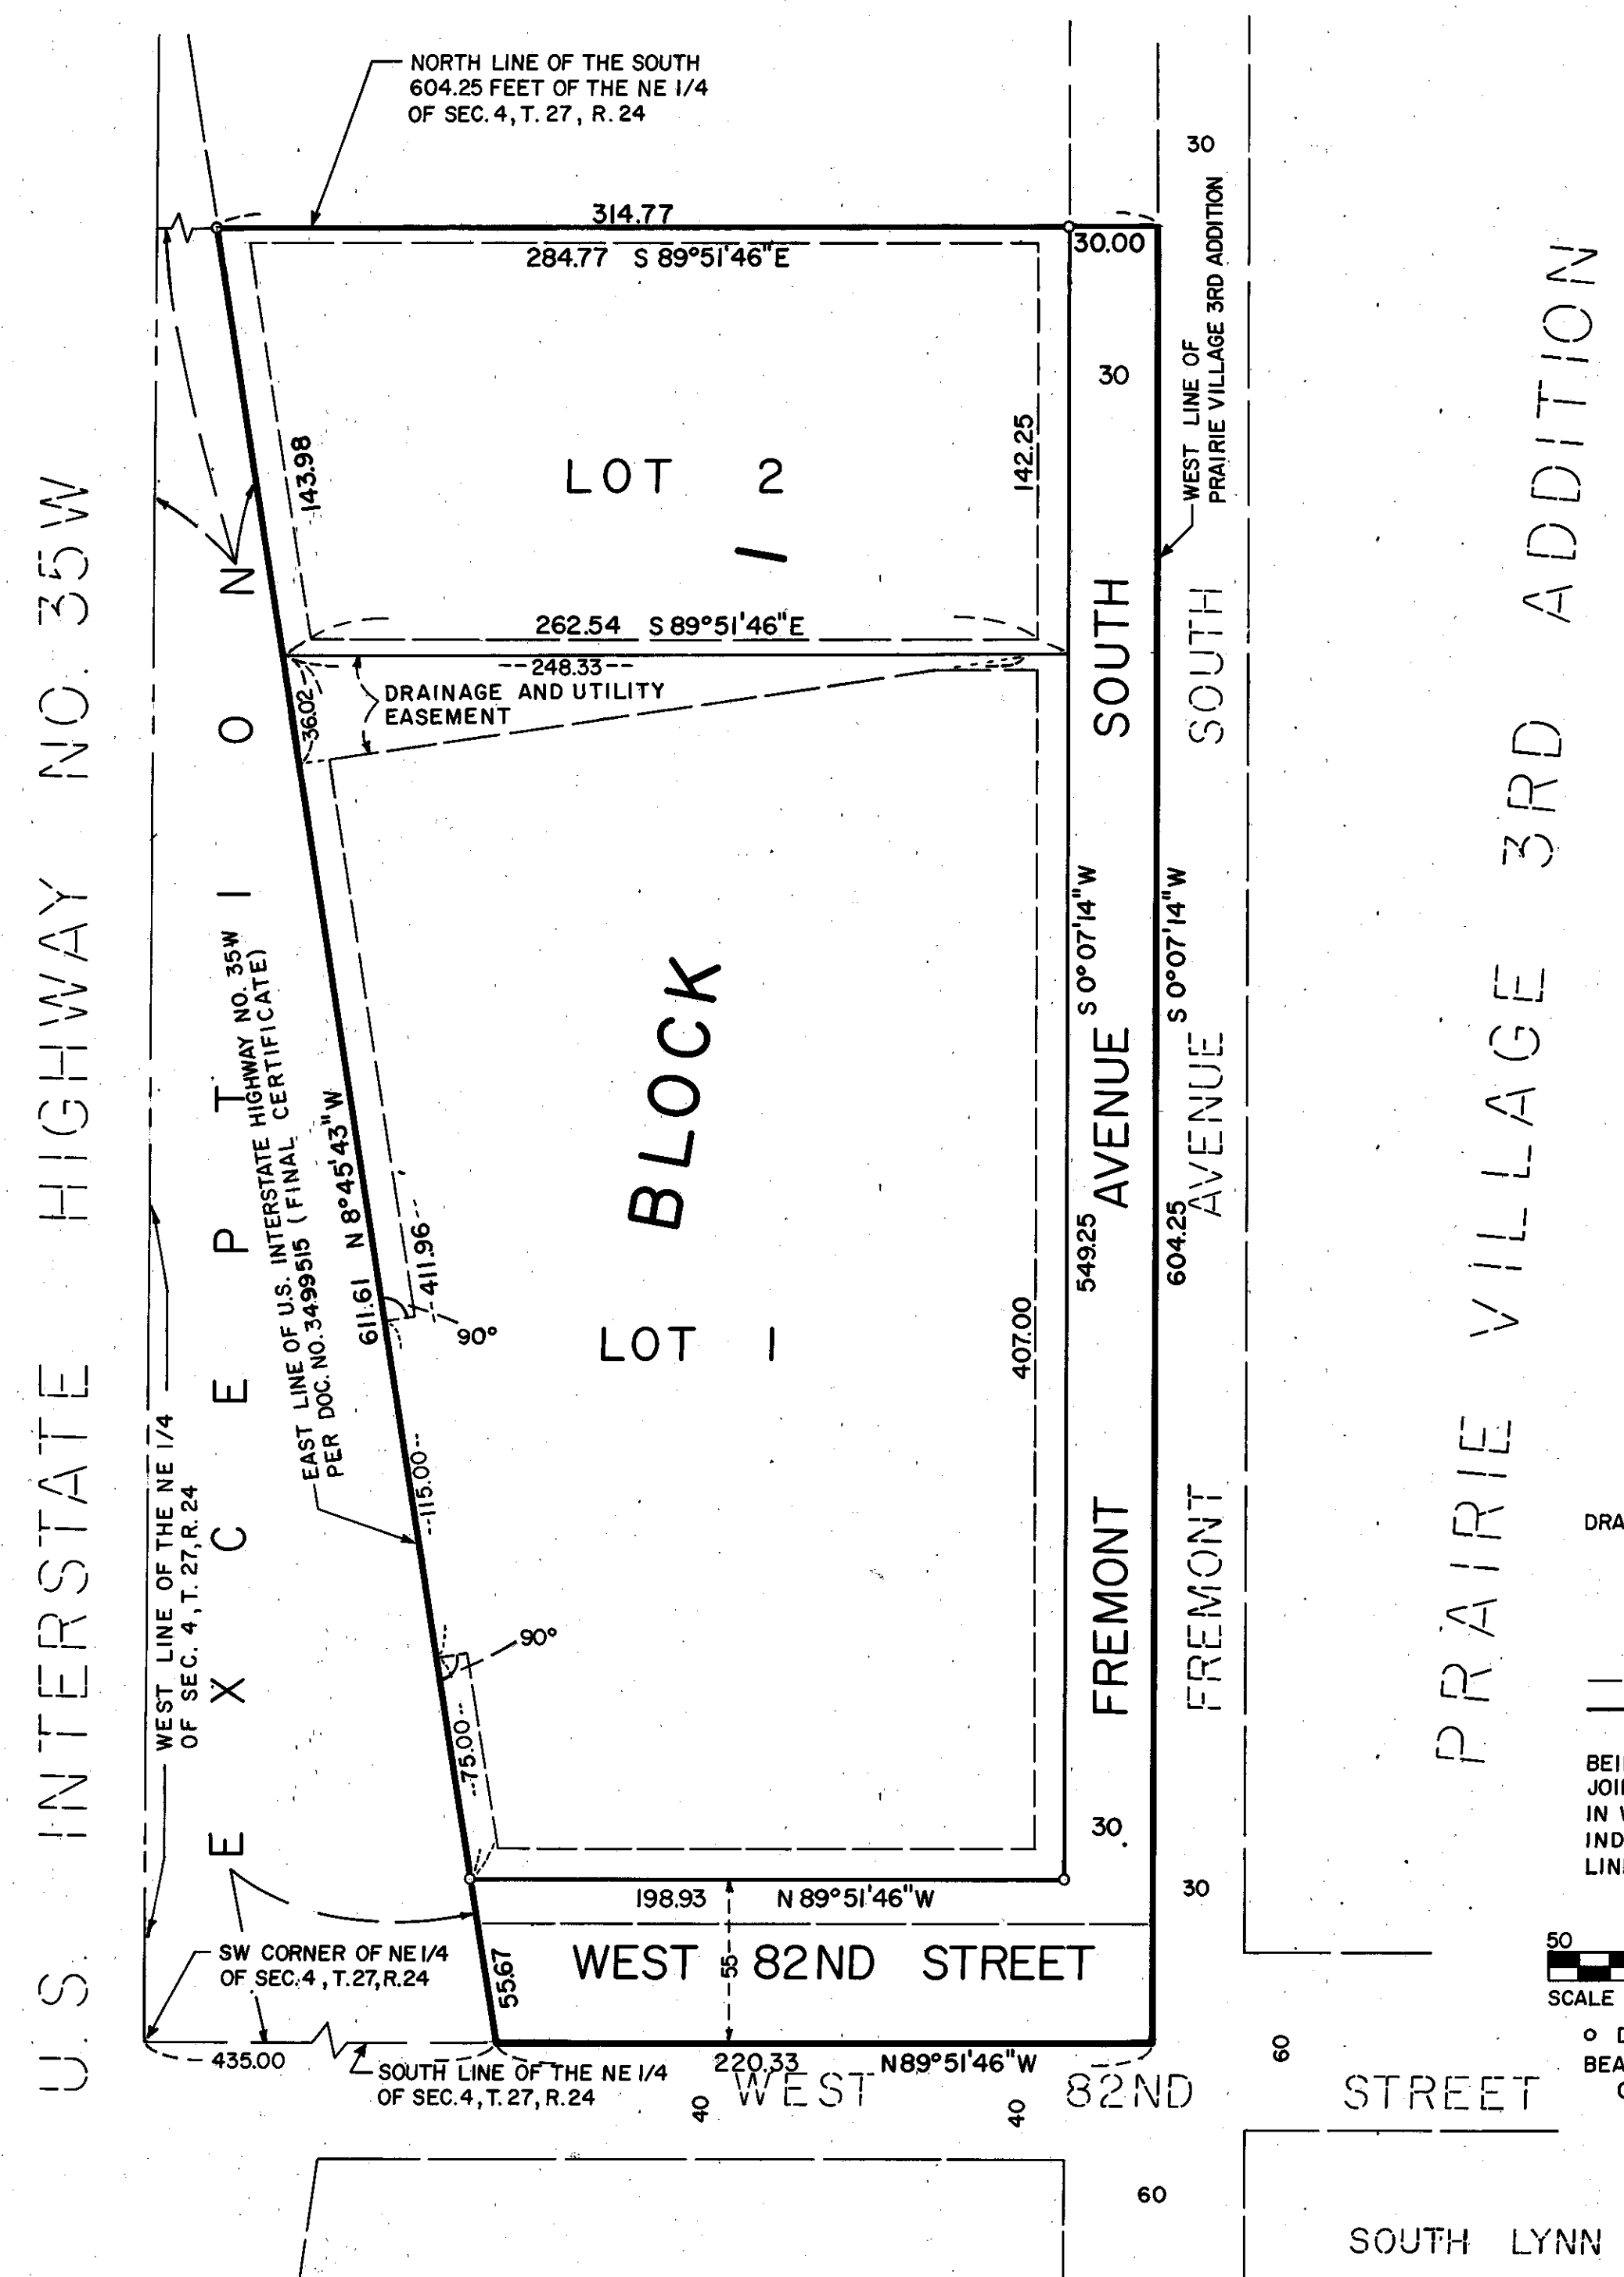 NORTH LINE OF THE SOUTH
604.25 FEET OF THE NE 1/4
OF SEC. 4, T. 27, R. 24
30
314.77
284.77 S 89°51'46"E
30.00
WEST LINE OF
PRAIRIE VILLAGE 3RD ADDITION
30
143.98
142.25
LOT 2
262.54 S 89°51'46"E
--248.33--
36.02
DRAINAGE AND UTILITY
EASEMENT
BLOCK 1
U.S. INTERSTATE HIGHWAY NO. 35W
EXCEPTION
EAST LINE OF U.S. INTERSTATE HIGHWAY NO. 35W
PER DOC. NO. 3499515 (FINAL CERTIFICATE)
611.61 N 8°45'43"W
--411.96--
90°
LOT 1
407.00
549.25 S 0°07'14"W
604.25 S 0°07'14"W
FREMONT AVENUE SOUTH
FREMONT AVENUE SOUTH
PRAIRIE VILLAGE 3RD ADDITION
WEST LINE OF THE NE 1/4
OF SEC. 4, T. 27, R. 24
--115.00--
90°
--75.00--
30
30
198.93 N 89°51'46"W
SW CORNER OF NE 1/4
OF SEC. 4, T. 27, R. 24
55.67
WEST 82ND STREET
55
435.00
SOUTH LINE OF THE NE 1/4
OF SEC. 4, T. 27, R. 24
220.33 N89°51'46"W
40
40
60
WEST 82ND STREET
60
SOUTH LYNN
DRA
BEI
JOI
IN
IND
LIN
50
SCALE
BEA